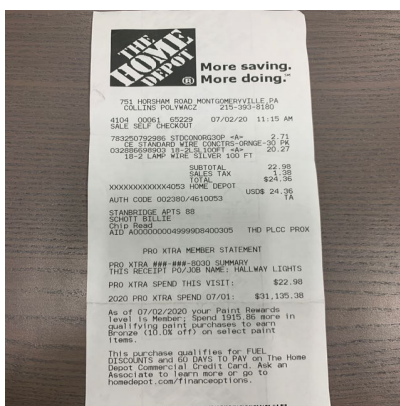 THE
HOME
DEPOT
®
More saving.
More doing.℠
751 HORSHAM ROAD MONTGOMERYVILLE,PA
COLLINS POLYWACZ 215-393-8180
4104 00061 65229 07/02/20 11:15 AM
SALE SELF CHECKOUT
783250792986 STDCONORG30P <A> 2.71
CE STANDARD WIRE CONCTRS-ORNGE-30 PK
032886698903 18-2LSL100FT <A> 20.27
18-2 LAMP WIRE SILVER 100 FT
SUBTOTAL 22.98
SALES TAX 1.38
TOTAL $24.36
XXXXXXXXXXXX4053 HOME DEPOT
USD$ 24.36
AUTH CODE 002380/4610053 TA
STANBRIDGE APTS 88
SCHOTT BILLIE
Chip Read
AID A0000000049999D8400305 THD PLCC PROX
PRO XTRA MEMBER STATEMENT
PRO XTRA ###-###-8030 SUMMARY
THIS RECEIPT PO/JOB NAME: HALLWAY LIGHTS
PRO XTRA SPEND THIS VISIT: $22.98
2020 PRO XTRA SPEND 07/01: $31,135.38
As of 07/02/2020 your Paint Rewards
level is Member; Spend 1915.86 more in
qualifying paint purchases to earn
Bronze (10.0% off) on select paint
items.
This purchase qualifies for FUEL
DISCOUNTS and 60 DAYS TO PAY on The Home
Depot Commercial Credit Card. Ask an
Associate to learn more or go to
homedepot.com/financeoptions.